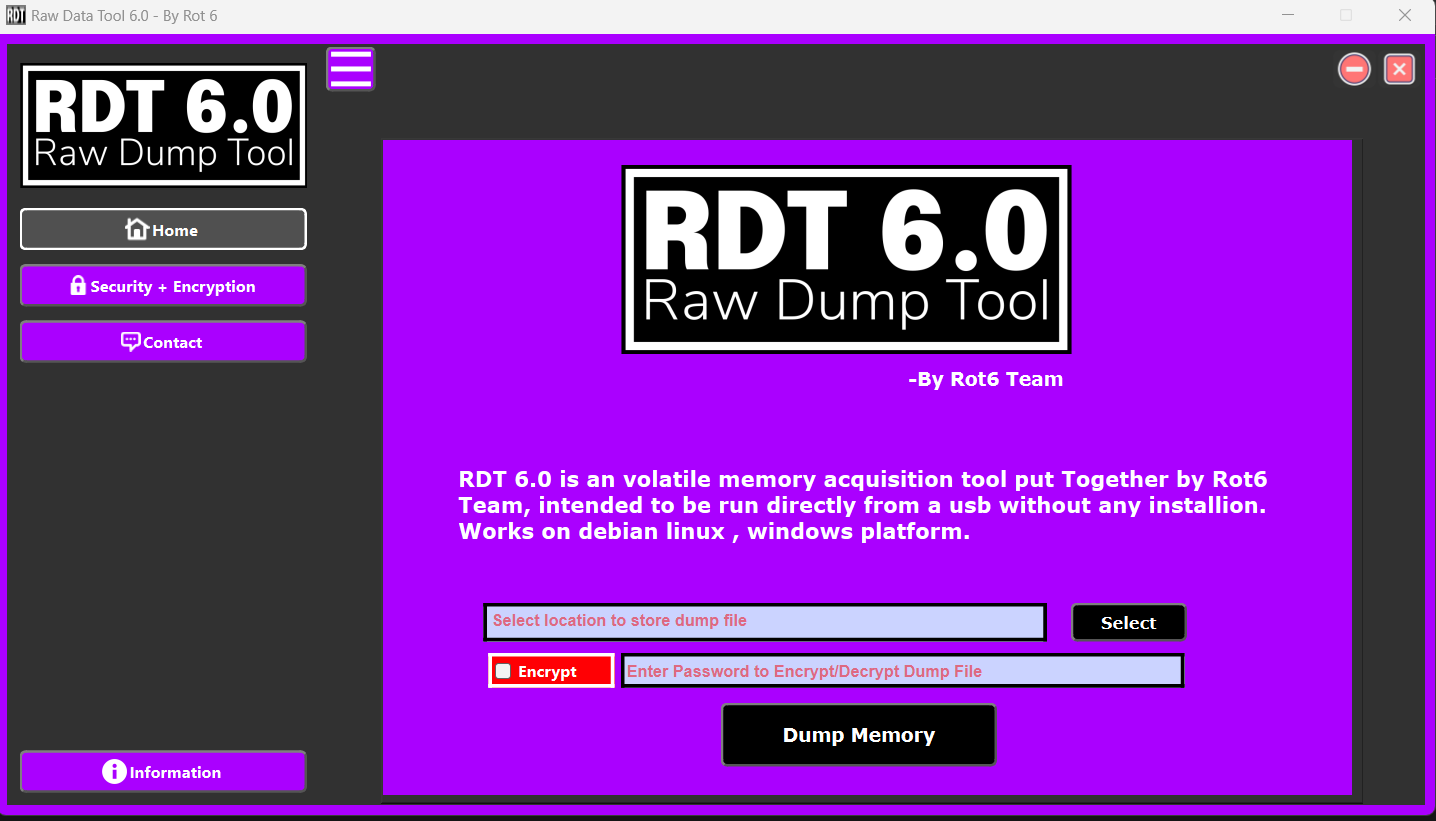 RDT Raw Data Tool 6.0 - By Rot 6
RDT 6.0
Raw Dump Tool
Home
Security + Encryption
Contact
Information
RDT 6.0
Raw Dump Tool
-By Rot6 Team
RDT 6.0 is an volatile memory acquisition tool put Together by Rot6
Team, intended to be run directly from a usb without any installion.
Works on debian linux , windows platform.
Select location to store dump file
Select
Encrypt
Enter Password to Encrypt/Decrypt Dump File
Dump Memory